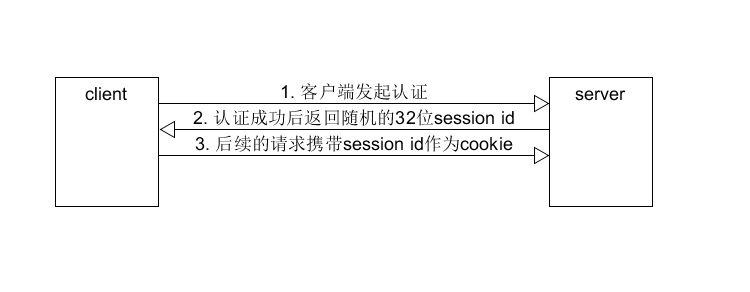 client
server
1. 客户端发起认证
2. 认证成功后返回随机的32位session id
3. 后续的请求携带session id作为cookie